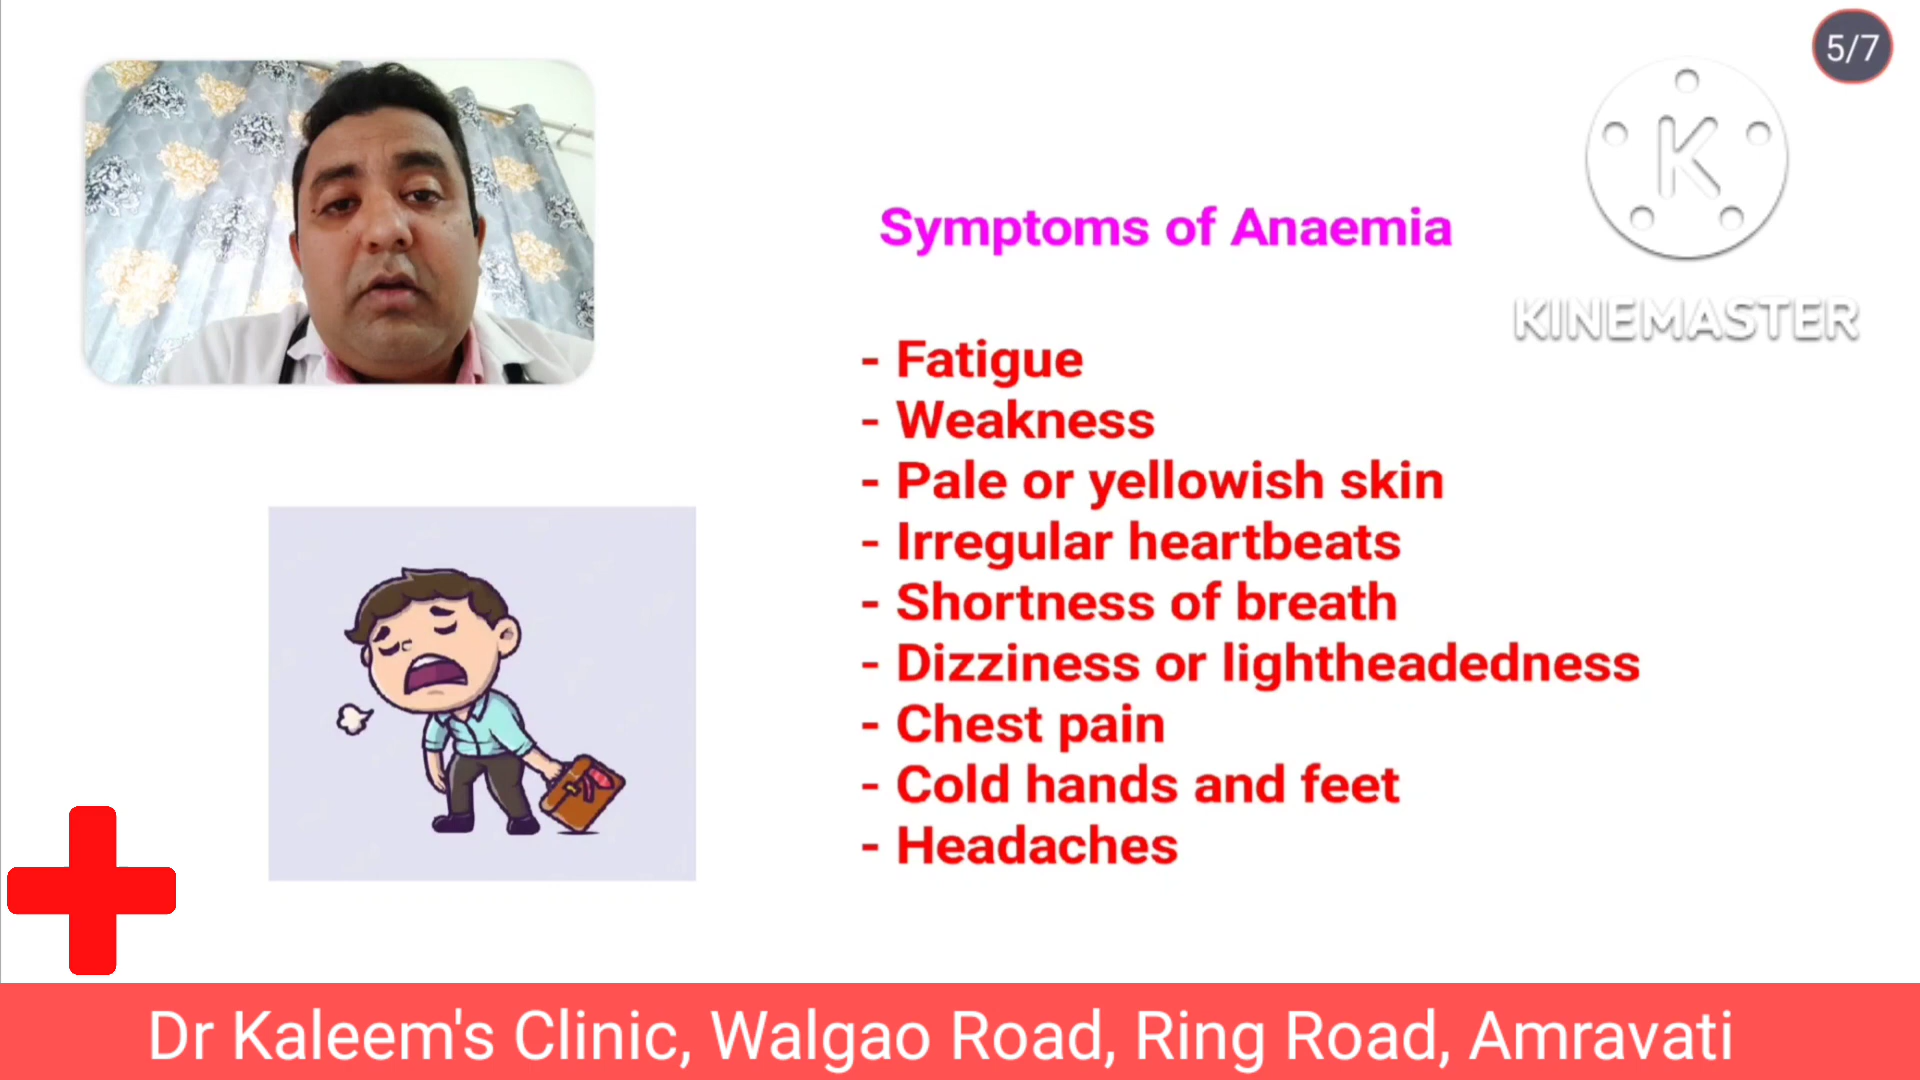 5/7
K
KINEMASTER
Symptoms of Anaemia
- Fatigue
- Weakness
- Pale or yellowish skin
- Irregular heartbeats
- Shortness of breath
- Dizziness or lightheadedness
- Chest pain
- Cold hands and feet
- Headaches
Dr Kaleem's Clinic, Walgao Road, Ring Road, Amravati